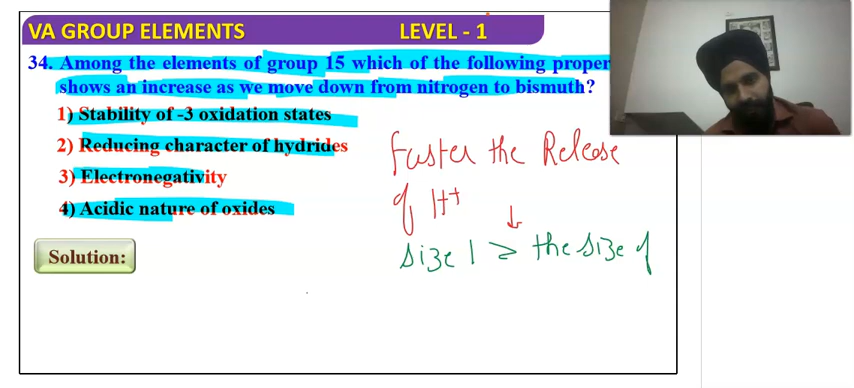 VA GROUP ELEMENTS
LEVEL - 1
34. Among the elements of group 15 which of the following proper
shows an increase as we move down from nitrogen to bismuth?
1) Stability of -3 oxidation states
2) Reducing character of hydrides
3) Electronegativity
4) Acidic nature of oxides
Faster the Release
of H+
↓
size | > the size of
Solution: